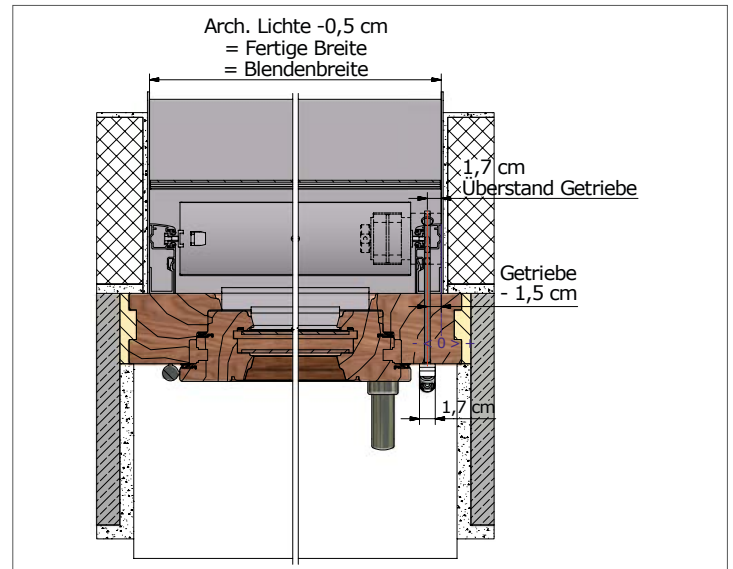 Arch. Lichte -0,5 cm
= Fertige Breite
= Blendenbreite
1,7 cm
Überstand Getriebe
Getriebe
- 1,5 cm
- < 0 > +
1,7 cm